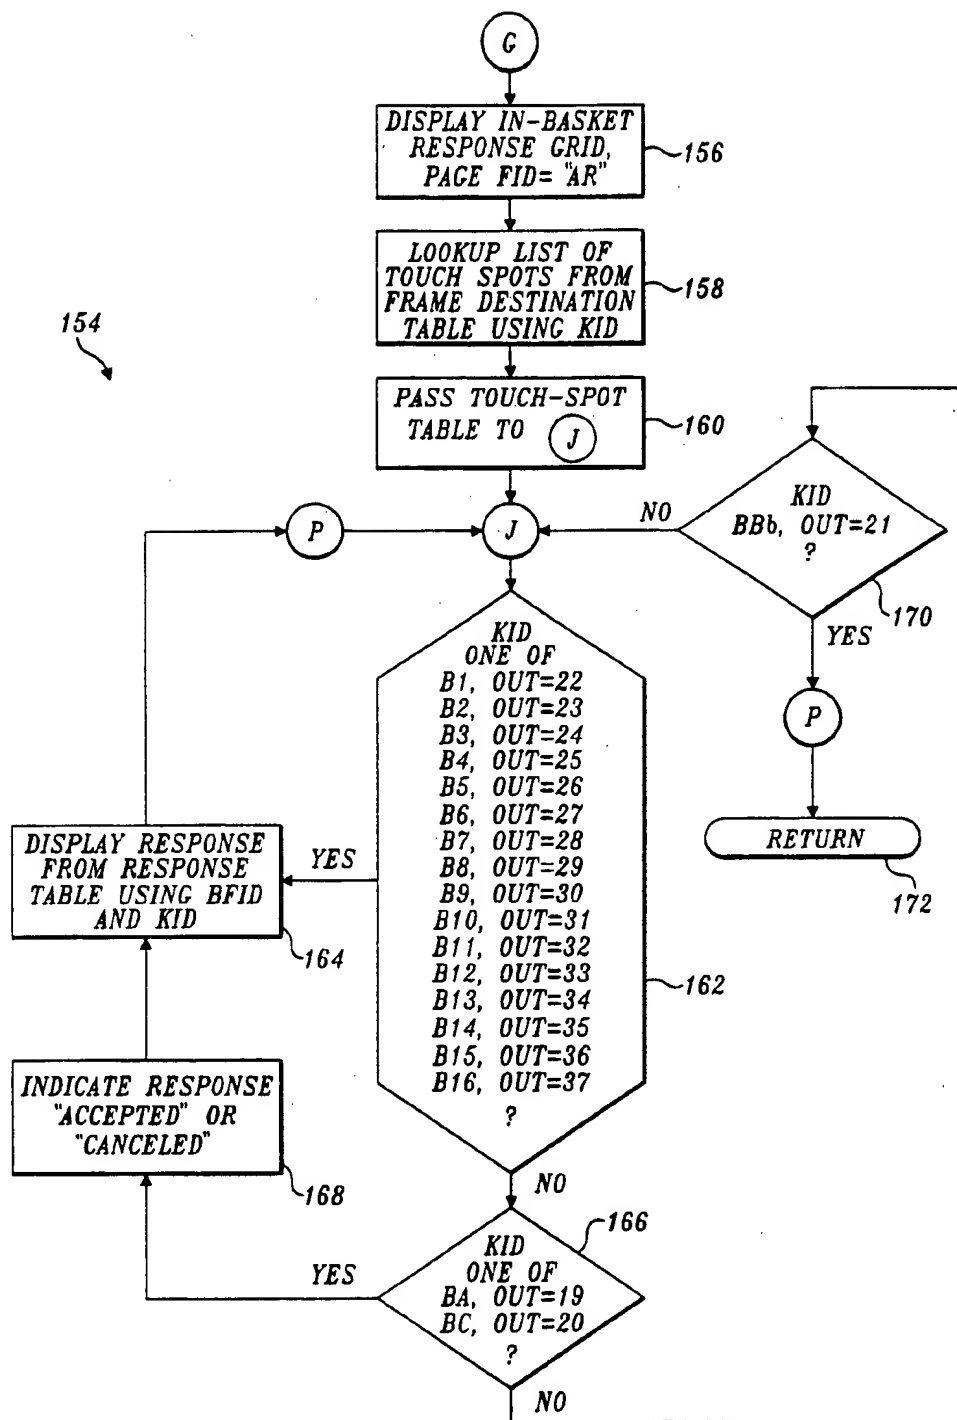 G
DISPLAY IN-BASKET
RESPONSE GRID,
PAGE FID= "AR"
156
LOOKUP LIST OF
TOUCH SPOTS FROM
FRAME DESTINATION
TABLE USING KID
158
154
PASS TOUCH-SPOT
TABLE TO J
160
P
J
NO
KID
BBb, OUT=21
?
170
YES
P
RETURN
172
KID
ONE OF
B1, OUT=22
B2, OUT=23
B3, OUT=24
B4, OUT=25
B5, OUT=26
B6, OUT=27
B7, OUT=28
B8, OUT=29
B9, OUT=30
B10, OUT=31
B11, OUT=32
B12, OUT=33
B13, OUT=34
B14, OUT=35
B15, OUT=36
B16, OUT=37
?
162
YES
DISPLAY RESPONSE
FROM RESPONSE
TABLE USING BFID
AND KID
164
INDICATE RESPONSE
"ACCEPTED" OR
"CANCELED"
168
NO
166
KID
ONE OF
BA, OUT=19
BC, OUT=20
?
YES
NO